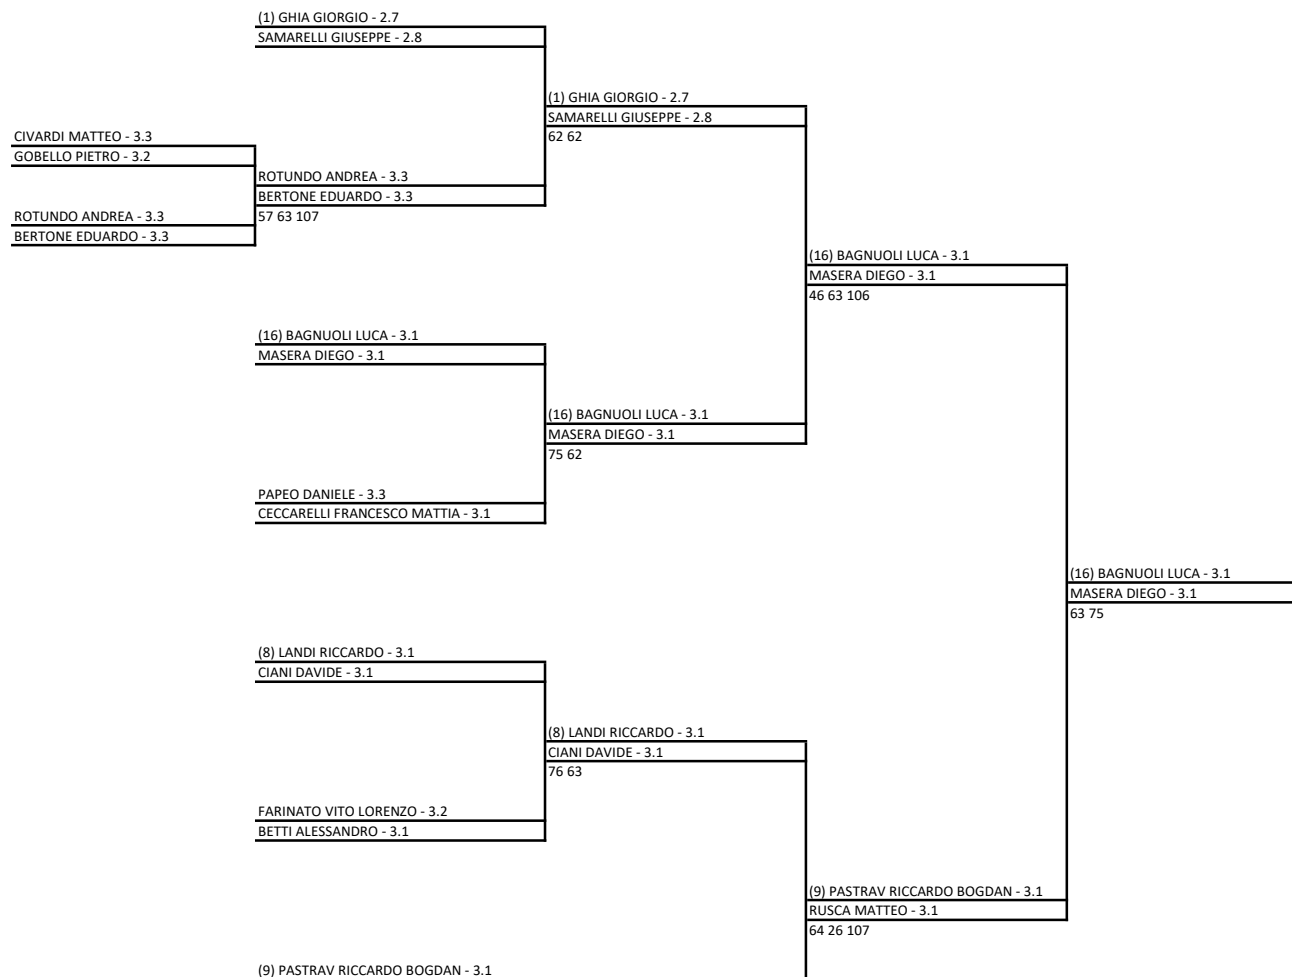 (1) GHIA GIORGIO - 2.7
SAMARELLI GIUSEPPE - 2.8
(1) GHIA GIORGIO - 2.7
SAMARELLI GIUSEPPE - 2.8
62 62
CIVARDI MATTEO - 3.3
GOBELLO PIETRO - 3.2
ROTUNDO ANDREA - 3.3
BERTONE EDUARDO - 3.3
57 63 107
ROTUNDO ANDREA - 3.3
BERTONE EDUARDO - 3.3
(16) BAGNUOLI LUCA - 3.1
MASERA DIEGO - 3.1
46 63 106
(16) BAGNUOLI LUCA - 3.1
MASERA DIEGO - 3.1
(16) BAGNUOLI LUCA - 3.1
MASERA DIEGO - 3.1
75 62
PAPEO DANIELE - 3.3
CECCARELLI FRANCESCO MATTIA - 3.1
(16) BAGNUOLI LUCA - 3.1
MASERA DIEGO - 3.1
63 75
(8) LANDI RICCARDO - 3.1
CIANI DAVIDE - 3.1
(8) LANDI RICCARDO - 3.1
CIANI DAVIDE - 3.1
76 63
FARINATO VITO LORENZO - 3.2
BETTI ALESSANDRO - 3.1
(9) PASTRAV RICCARDO BOGDAN - 3.1
RUSCA MATTEO - 3.1
64 26 107
(9) PASTRAV RICCARDO BOGDAN - 3.1